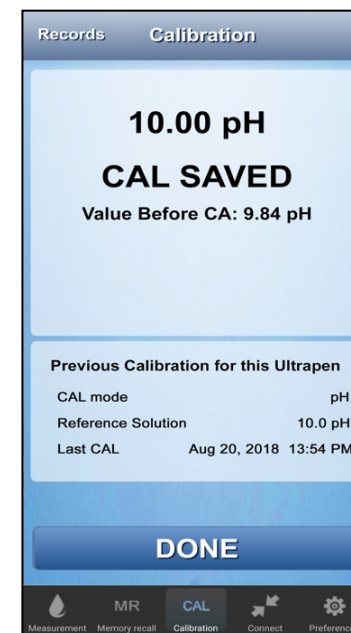 Records Calibration
10.00 pH
CAL SAVED
Value Before CA: 9.84 pH
Previous Calibration for this Ultrapen
CAL mode pH
Reference Solution 10.0 pH
Last CAL Aug 20, 2018 13:54 PM
DONE
MR CAL
Measurement Memory recall Calibration Connect Preference